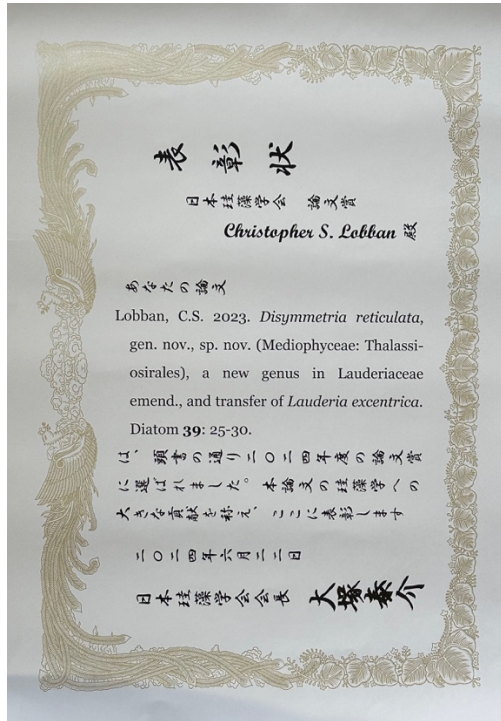 表彰状
日本珪藻学会　論文賞
Christopher S. Lobban 殿
あなたの論文
Lobban, C.S. 2023. Disymmetria reticulata,
gen. nov., sp. nov. (Mediophyceae: Thalassi-
osirales), a new genus in Lauderiaceae
emend., and transfer of Lauderia excentrica.
Diatom 39: 25-30.
は、頭書の通り二〇二四年度の論文賞
に選ばれました。本論文の珪藻学への
大きな貢献を称え、ここに表彰します
二〇二四年六月二二日
日本珪藻学会会長　大塚泰介